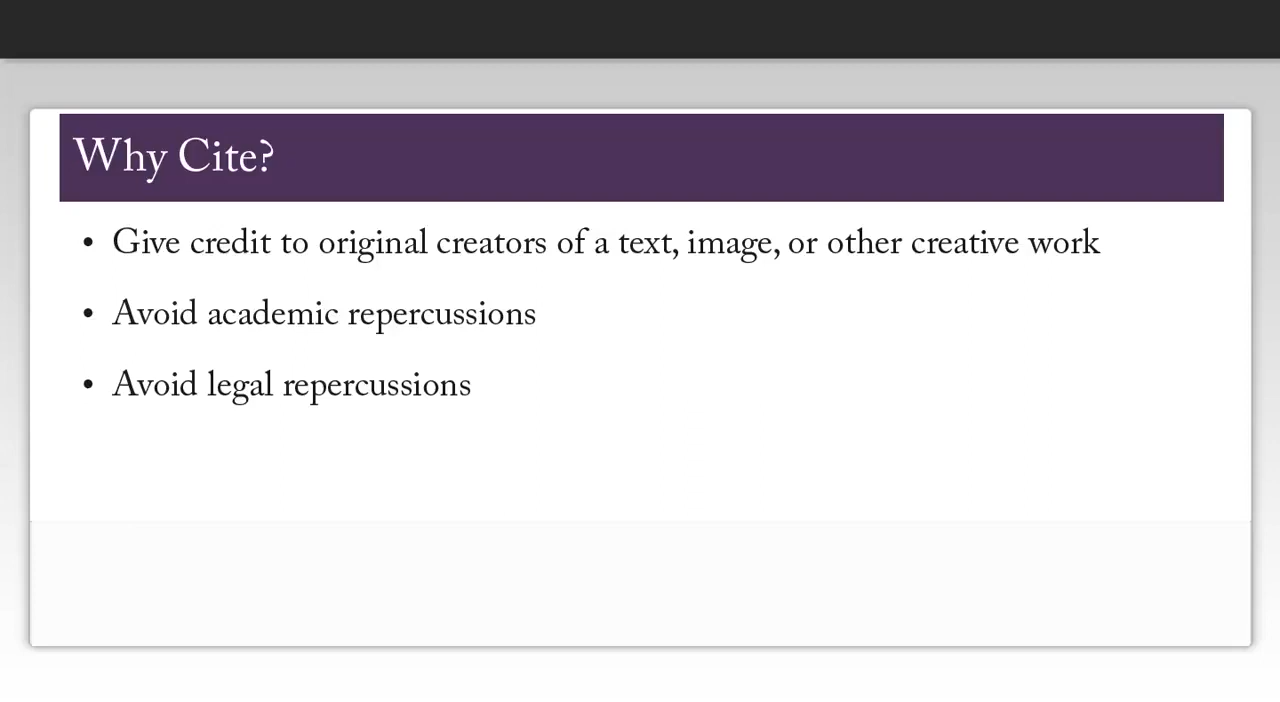 Why Cite?
• Give credit to original creators of a text, image, or other creative work
• Avoid academic repercussions
• Avoid legal repercussions